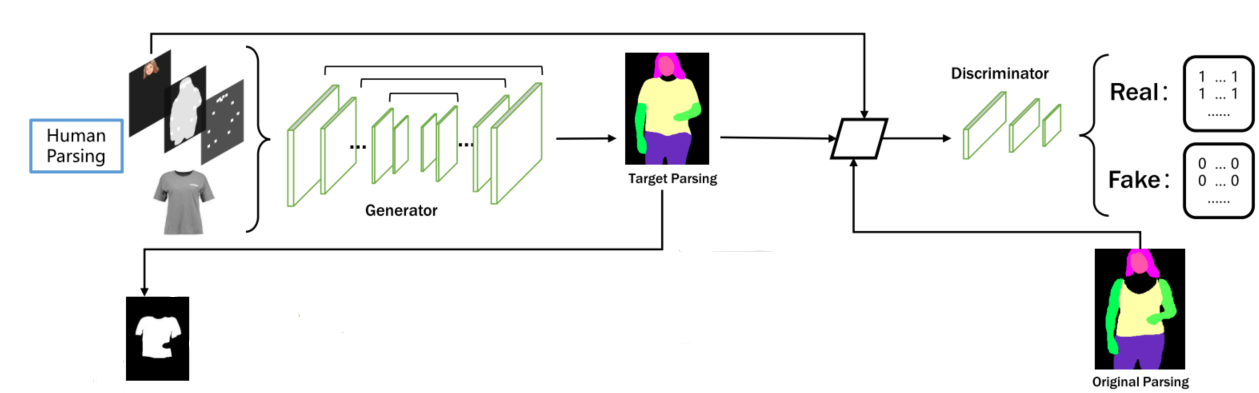 Human
Parsing
...
...
Generator
Target Parsing
Discriminator
Real:
1 ... 1
1 ... 1
......
Fake:
0 ... 0
0 ... 0
......
Original Parsing